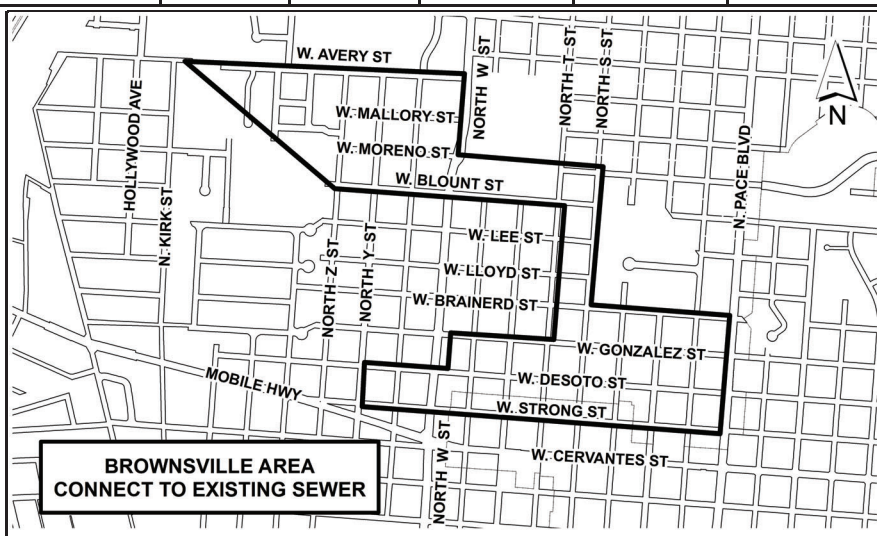 W. AVERY ST
NORTH W ST
NORTH T ST
NORTH S ST
N
HOLLYWOOD AVE
W. MALLORY ST
W. MORENO ST
N. PACE BLVD
W. BLOUNT ST
N. KIRK ST
NORTH Z ST
NORTH Y ST
W. LEE ST
W. LLOYD ST
W. BRAINERD ST
W. GONZALEZ ST
MOBILE HWY
W. DESOTO ST
W. STRONG ST
NORTH W ST
W. CERVANTES ST
BROWNSVILLE AREA
CONNECT TO EXISTING SEWER